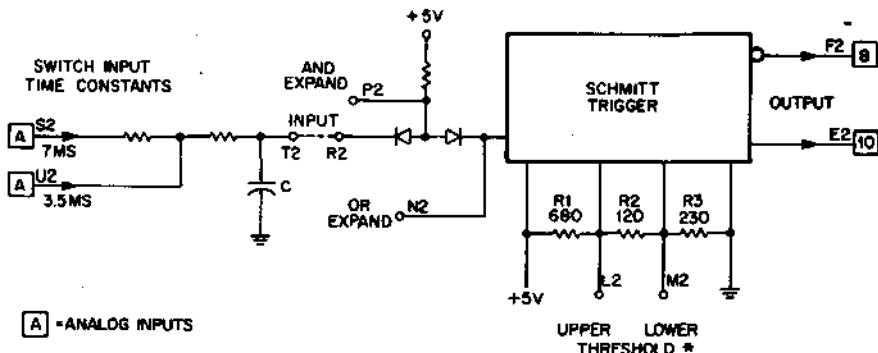 +5V
SWITCH INPUT
TIME CONSTANTS
AND
EXPAND
P2
INPUT
A S2
7MS
T2 R2
A U2
3.5MS
C
OR
EXPAND
N2
SCHMITT
TRIGGER
F2 8
OUTPUT
E2 10
R1 R2 R3
680 120 230
+5V
L2 M2
UPPER LOWER
THRESHOLD *
A =ANALOG INPUTS